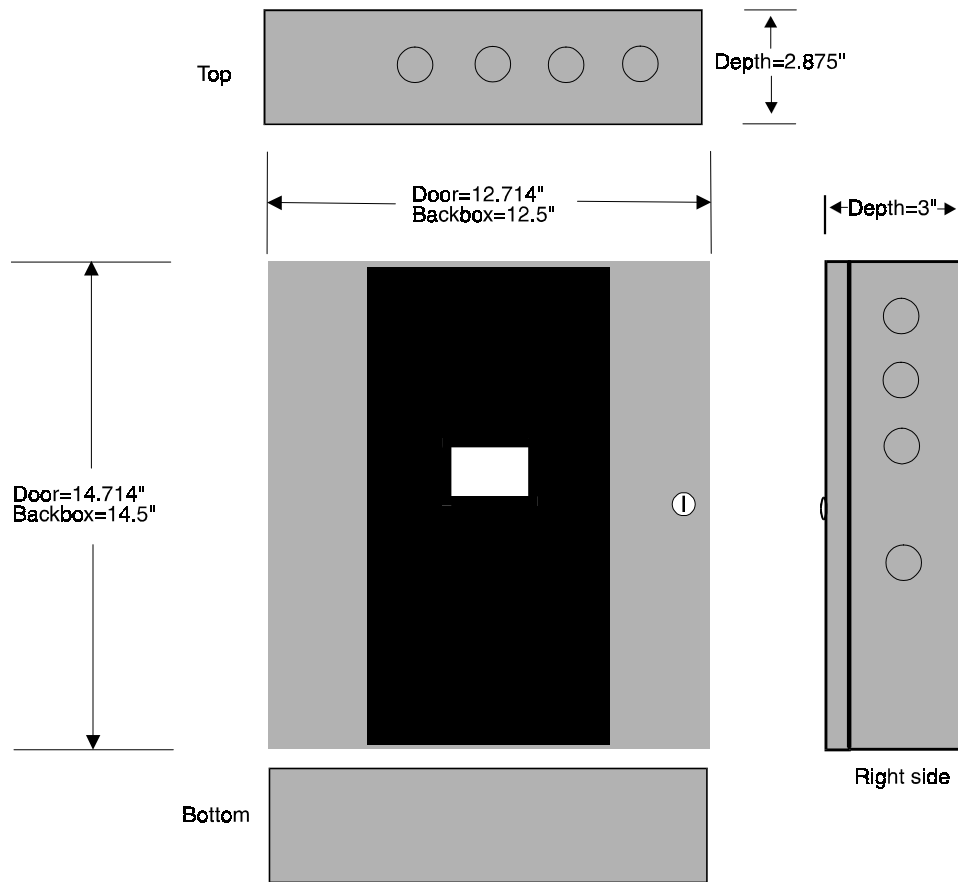 Top
Depth=2.875"
Door=12.714"
Backbox=12.5"
Depth=3"
Door=14.714"
Backbox=14.5"
Right side
Bottom